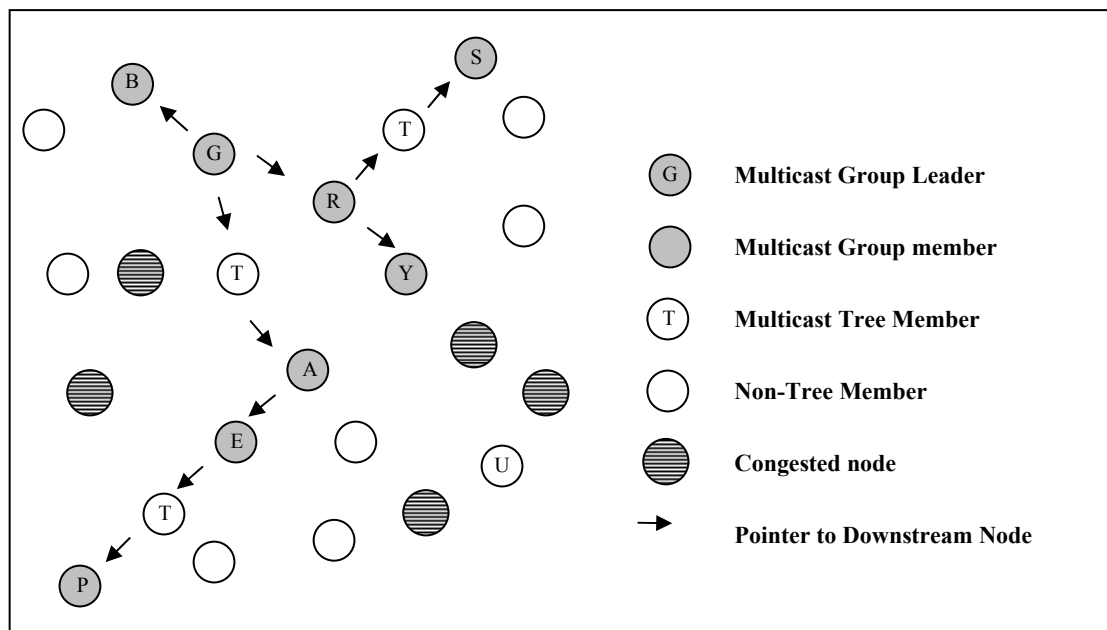 S
B
T
G
R
T
Y
A
E
U
T
P
G Multicast Group Leader
Multicast Group member
T Multicast Tree Member
Non-Tree Member
Congested node
Pointer to Downstream Node